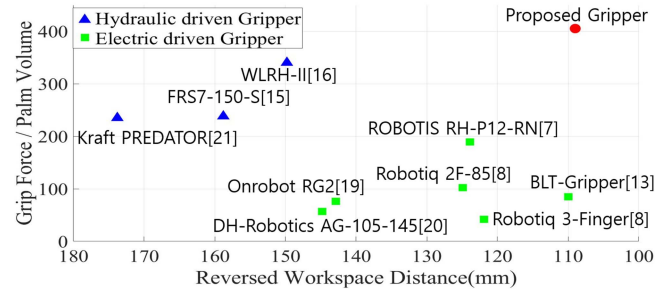 Proposed Gripper
Hydraulic driven Gripper
Electric driven Gripper
WLRH-II[16]
FRS7-150-S[15]
Kraft PREDATOR[21]
ROBOTIS RH-P12-RN[7]
Robotiq 2F-85[8]
Onrobot RG2[19]
BLT-Gripper[13]
DH-Robotics AG-105-145[20]
Robotiq 3-Finger[8]
Grip Force / Palm Volume
400
300
200
100
0
180 170 160 150 140 130 120 110 100
Reversed Workspace Distance(mm)